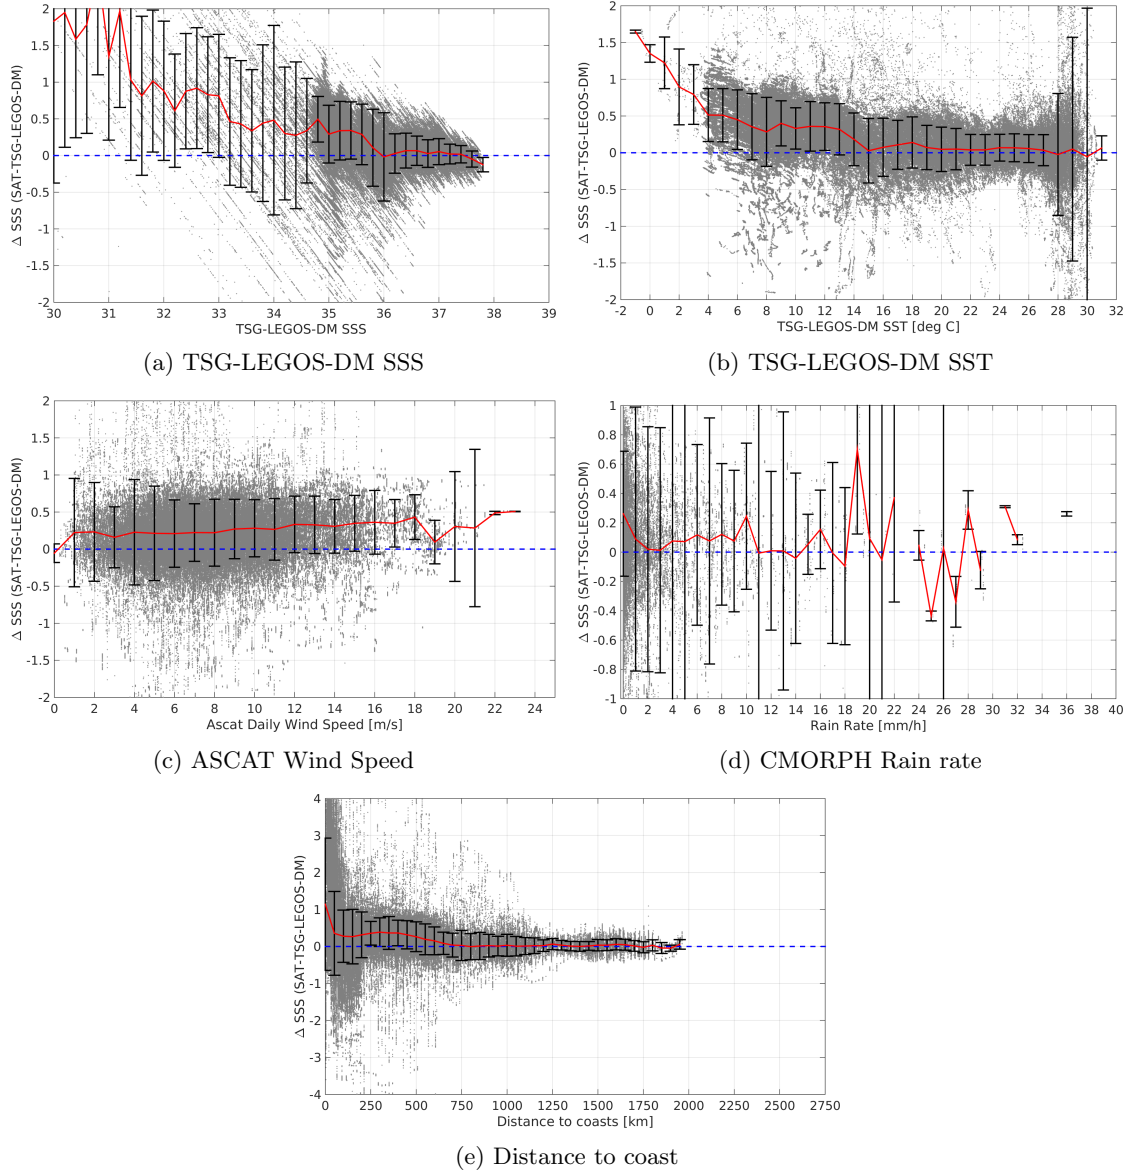 2
1.5
1
0.5
0
-0.5
-1
-1.5
-2
Δ SSS (SAT-TSG-LEGOS-DM)
30 31 32 33 34 35 36 37 38 39
TSG-LEGOS-DM SSS
(a) TSG-LEGOS-DM SSS
2
1.5
1
0.5
0
-0.5
-1
-1.5
-2
Δ SSS (SAT-TSG-LEGOS-DM)
-2 0 2 4 6 8 10 12 14 16 18 20 22 24 26 28 30 32
TSG-LEGOS-DM SST [deg C]
(b) TSG-LEGOS-DM SST
2
1.5
1
0.5
0
-0.5
-1
-1.5
-2
Δ SSS (SAT-TSG-LEGOS-DM)
0 2 4 6 8 10 12 14 16 18 20 22 24
Ascat Daily Wind Speed [m/s]
(c) ASCAT Wind Speed
1
0.8
0.6
0.4
0.2
0
-0.2
-0.4
-0.6
-0.8
-1
Δ SSS (SAT-TSG-LEGOS-DM)
0 2 4 6 8 10 12 14 16 18 20 22 24 26 28 30 32 34 36 38 40
Rain Rate [mm/h]
(d) CMORPH Rain rate
4
3
2
1
0
-1
-2
-3
-4
Δ SSS (SAT-TSG-LEGOS-DM)
0 250 500 750 1000 1250 1500 1750 2000 2250 2500 2750
Distance to coasts [km]
(e) Distance to coast